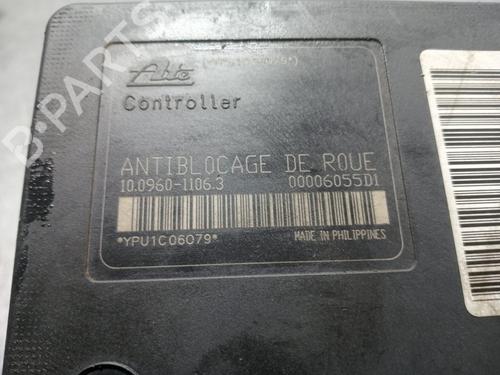 B-PARTS
Ate
Controller
ANTIBLOCAGE DE ROUE
10.0960-1106.3 00006055D1
*YPU1C06079* MADE IN PHILIPPINES